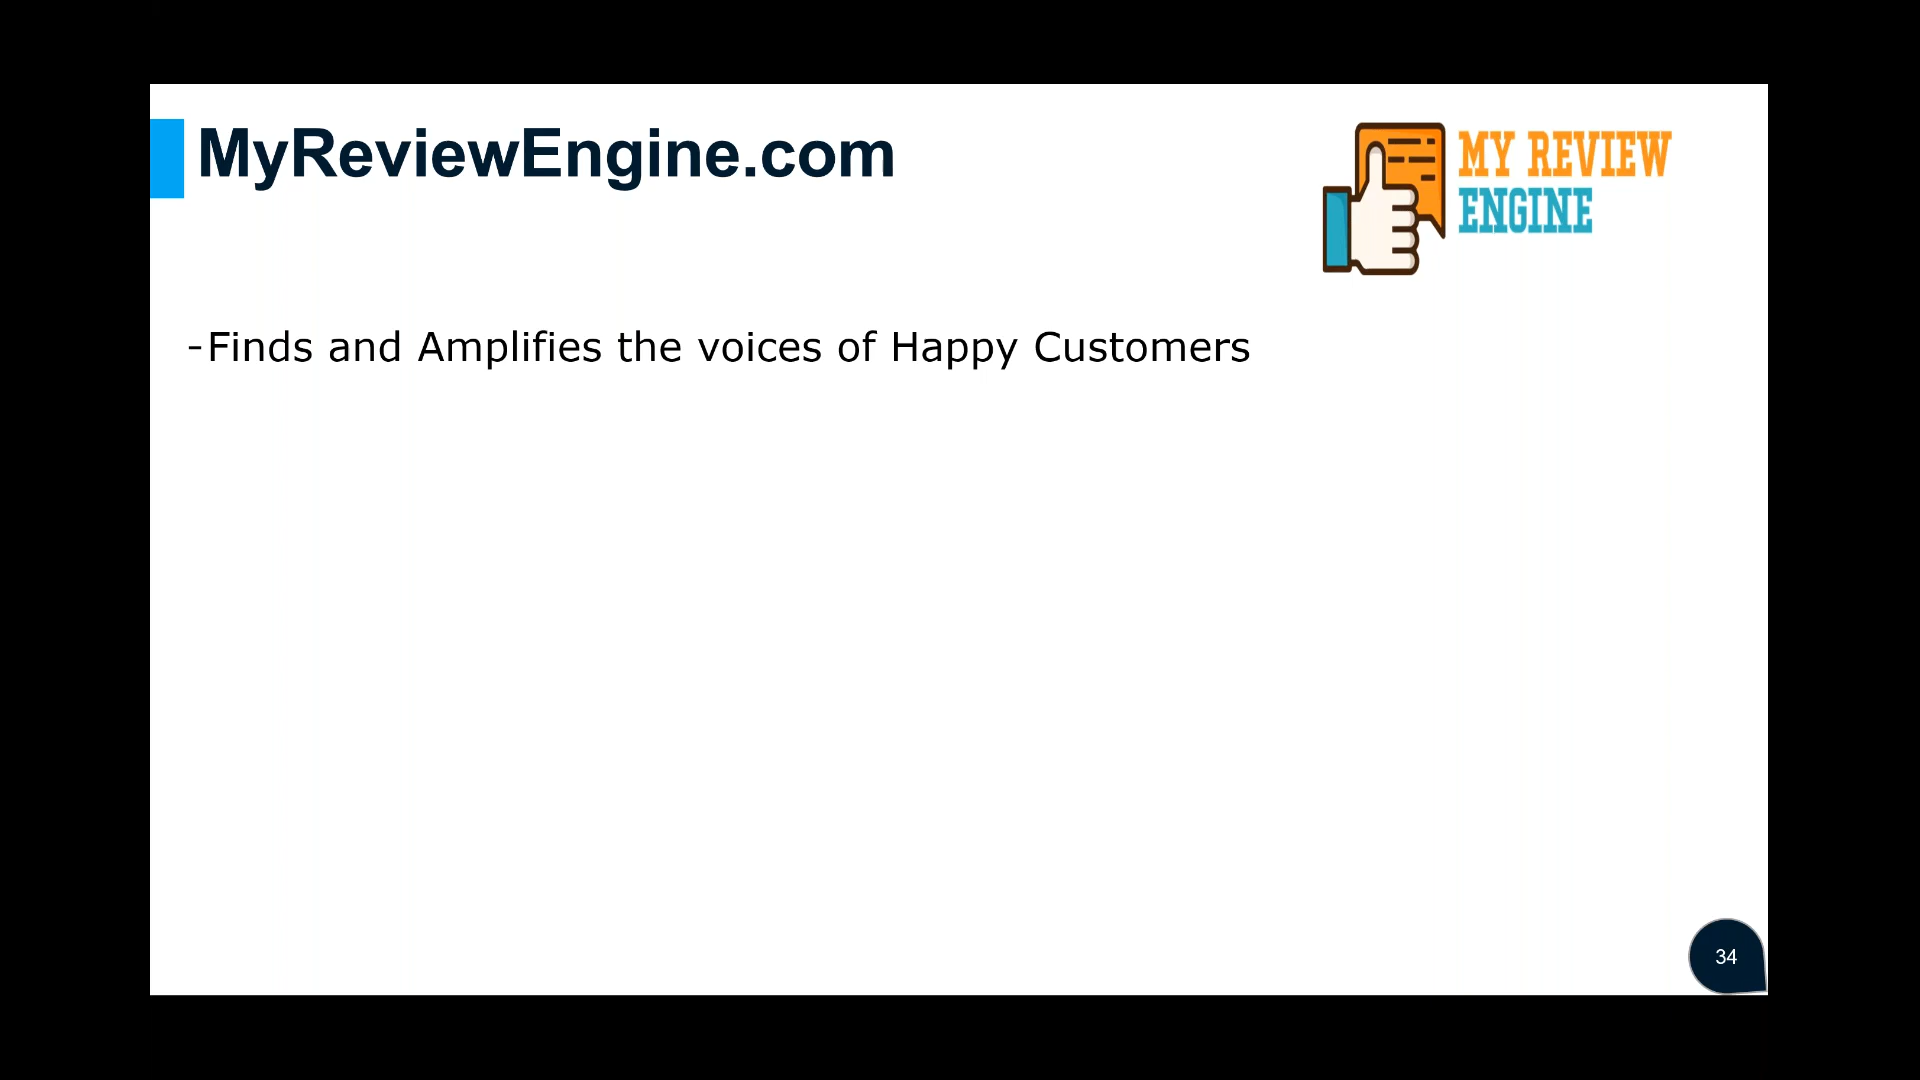 MyReviewEngine.com
MY REVIEW
ENGINE
-Finds and Amplifies the voices of Happy Customers
34